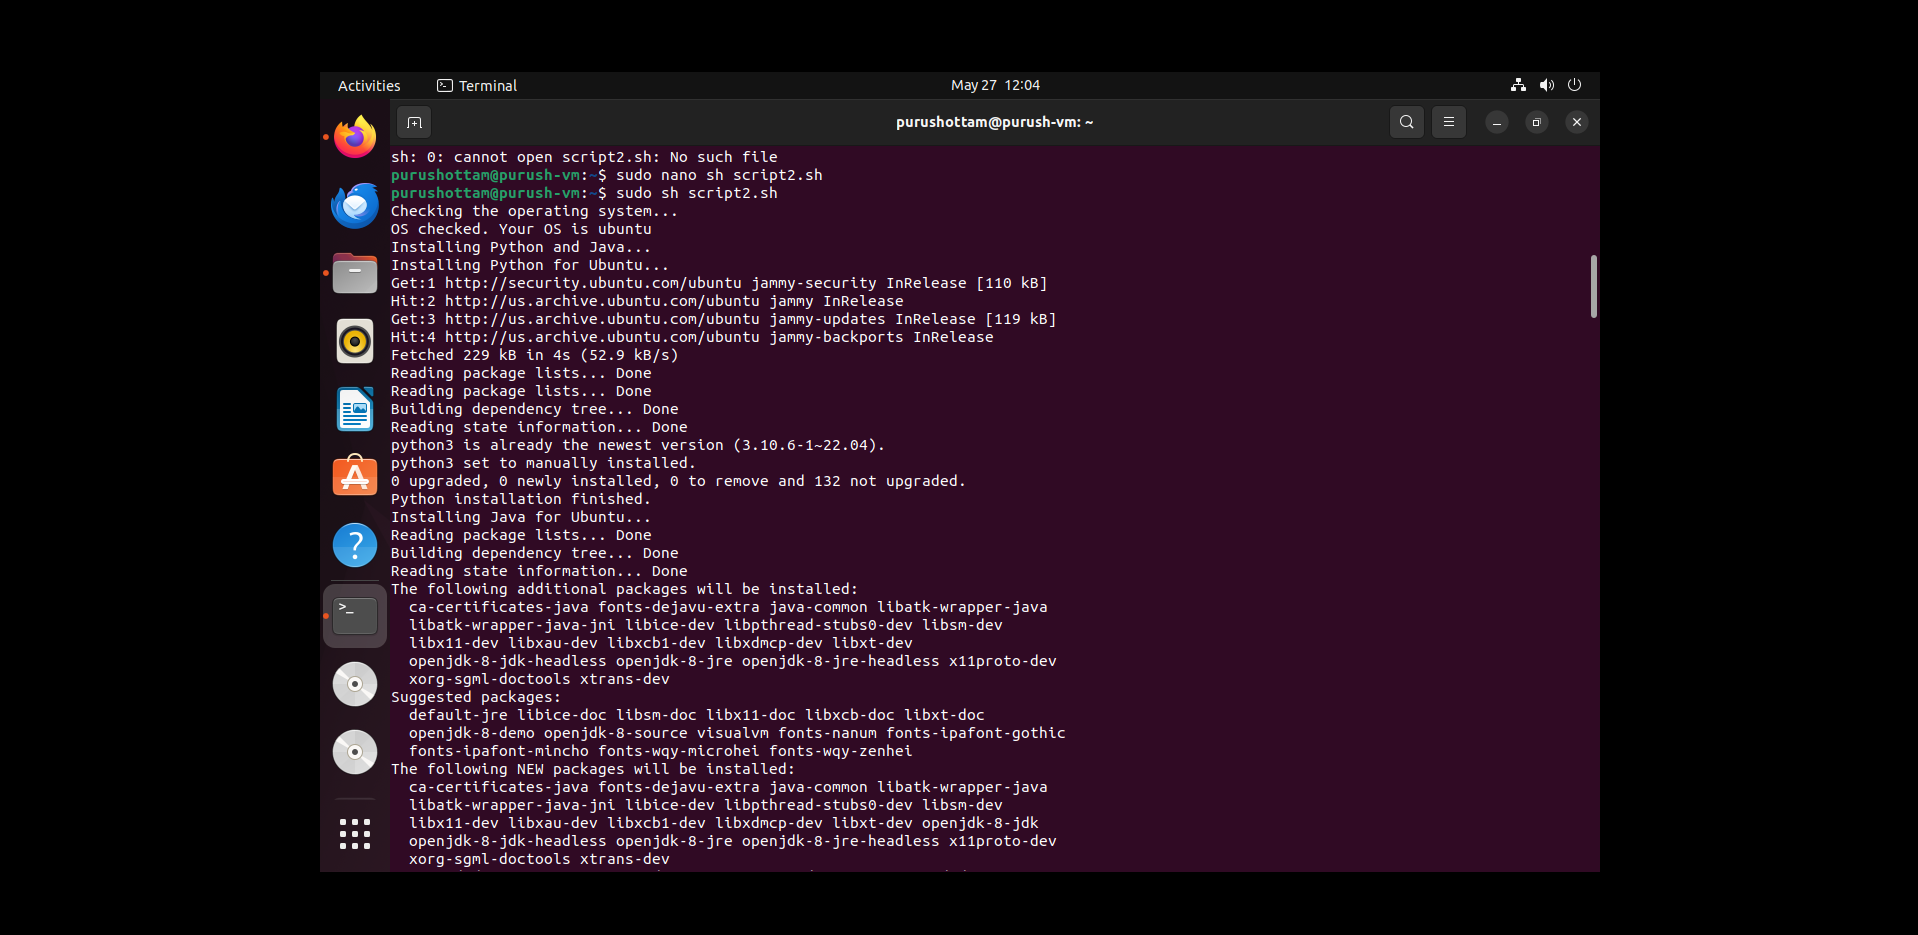 Activities
Terminal
May 27 12:04
purushottam@purush-vm: ~
sh: 0: cannot open script2.sh: No such file
purushottam@purush-vm:~$ sudo nano sh script2.sh
purushottam@purush-vm:~$ sudo sh script2.sh
Checking the operating system...
OS checked. Your OS is ubuntu
Installing Python and Java...
Installing Python for Ubuntu...
Get:1 http://security.ubuntu.com/ubuntu jammy-security InRelease [110 kB]
Hit:2 http://us.archive.ubuntu.com/ubuntu jammy InRelease
Get:3 http://us.archive.ubuntu.com/ubuntu jammy-updates InRelease [119 kB]
Hit:4 http://us.archive.ubuntu.com/ubuntu jammy-backports InRelease
Fetched 229 kB in 4s (52.9 kB/s)
Reading package lists... Done
Reading package lists... Done
Building dependency tree... Done
Reading state information... Done
python3 is already the newest version (3.10.6-1~22.04).
python3 set to manually installed.
0 upgraded, 0 newly installed, 0 to remove and 132 not upgraded.
Python installation finished.
Installing Java for Ubuntu...
Reading package lists... Done
Building dependency tree... Done
Reading state information... Done
The following additional packages will be installed:
  ca-certificates-java fonts-dejavu-extra java-common libatk-wrapper-java
  libatk-wrapper-java-jni libice-dev libpthread-stubs0-dev libsm-dev
  libx11-dev libxau-dev libxcb1-dev libxdmcp-dev libxt-dev
  openjdk-8-jdk-headless openjdk-8-jre openjdk-8-jre-headless x11proto-dev
  xorg-sgml-doctools xtrans-dev
Suggested packages:
  default-jre libice-doc libsm-doc libx11-doc libxcb-doc libxt-doc
  openjdk-8-demo openjdk-8-source visualvm fonts-nanum fonts-ipafont-gothic
  fonts-ipafont-mincho fonts-wqy-microhei fonts-wqy-zenhei
The following NEW packages will be installed:
  ca-certificates-java fonts-dejavu-extra java-common libatk-wrapper-java
  libatk-wrapper-java-jni libice-dev libpthread-stubs0-dev libsm-dev
  libx11-dev libxau-dev libxcb1-dev libxdmcp-dev libxt-dev openjdk-8-jdk
  openjdk-8-jdk-headless openjdk-8-jre openjdk-8-jre-headless x11proto-dev
  xorg-sgml-doctools xtrans-dev